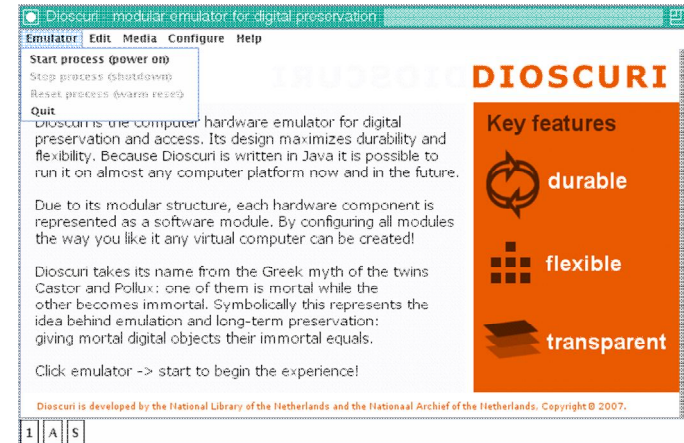 Dioscuri - modular emulator for digital preservation
Emulator Edit Media Configure Help
Start process (power on)
Stop process (shutdown)
Reset process (warm reset)
Quit
DIOSCURI
Dioscuri is the computer hardware emulator for digital
preservation and access. Its design maximizes durability and
flexibility. Because Dioscuri is written in Java it is possible to
run it on almost any computer platform now and in the future.
Due to its modular structure, each hardware component is
represented as a software module. By configuring all modules
the way you like it any virtual computer can be created!
Dioscuri takes its name from the Greek myth of the twins
Castor and Pollux: one of them is mortal while the
other becomes immortal. Symbolically this represents the
idea behind emulation and long-term preservation:
giving mortal digital objects their immortal equals.
Click emulator -> start to begin the experience!
Key features
durable
flexible
transparent
Dioscuri is developed by the National Library of the Netherlands and the Nationaal Archief of the Netherlands. Copyright © 2007.
1 A S